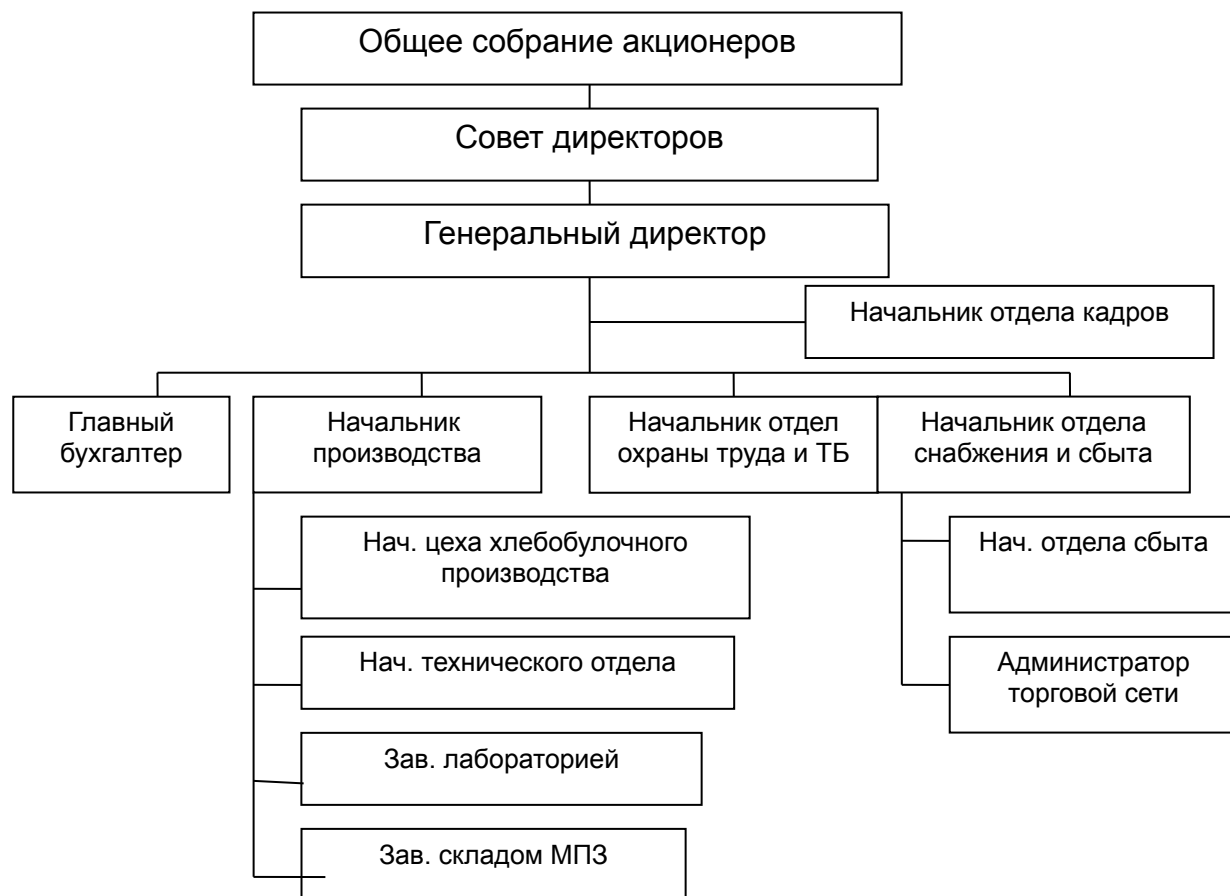 Общее собрание акционеров
Совет директоров
Генеральный директор
Начальник отдела кадров
Главный
бухгалтер
Начальник
производства
Начальник отдел
охраны труда и ТБ
Начальник отдела
снабжения и сбыта
Нач. цеха хлебобулочного
производства
Нач. отдела сбыта
Нач. технического отдела
Администратор
торговой сети
Зав. лабораторией
Зав. складом МПЗ